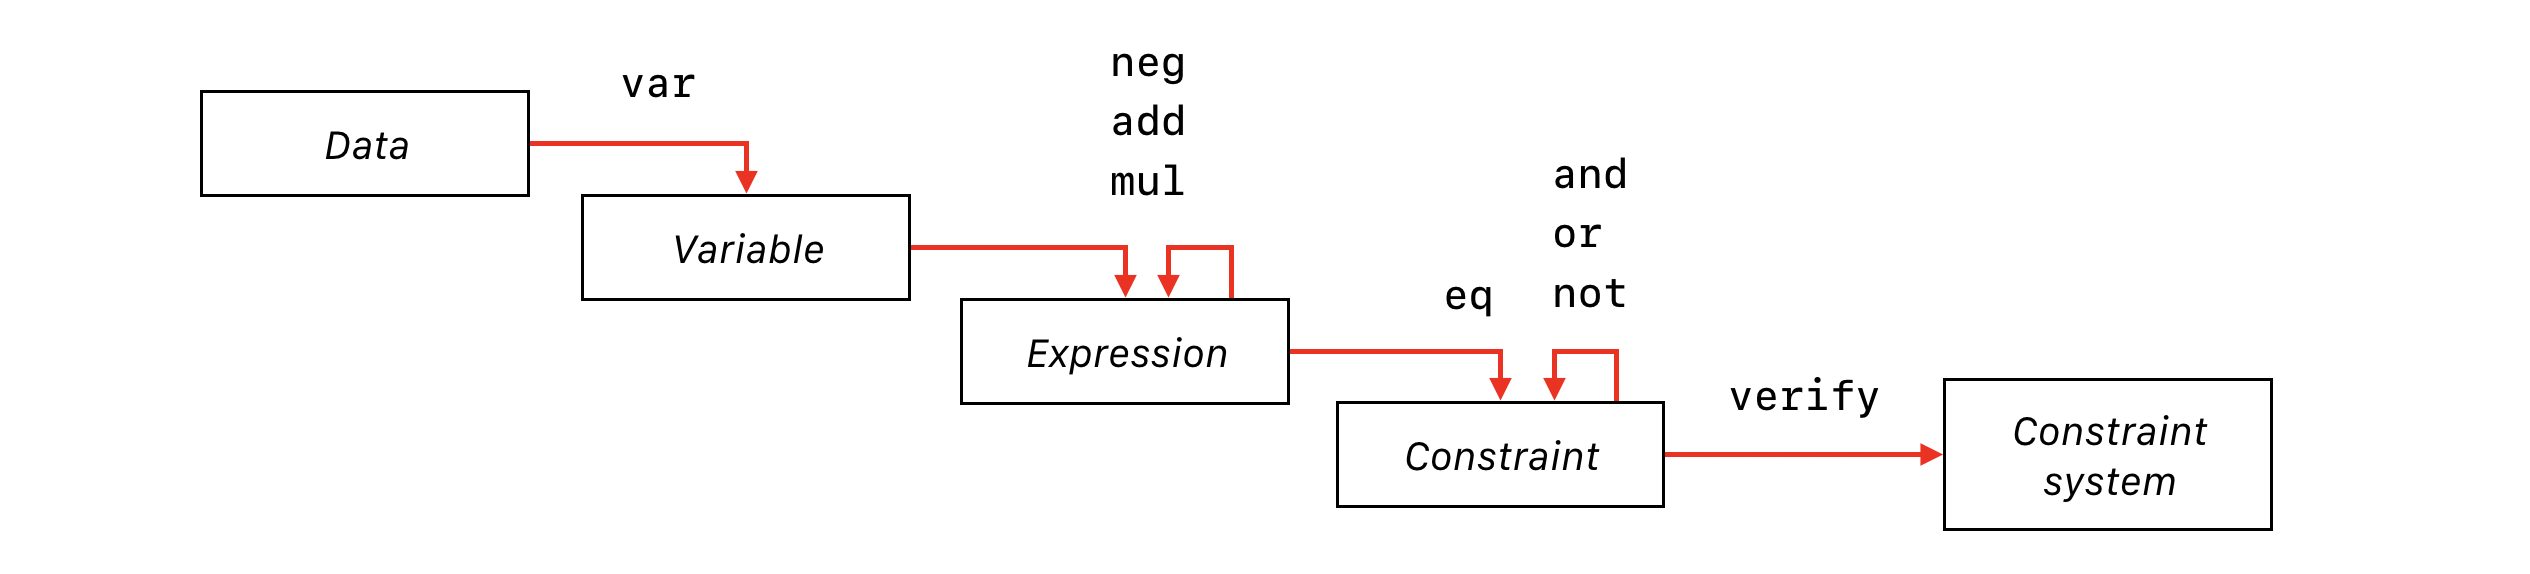 Data
var
Variable
neg
add
mul
Expression
eq
and
or
not
Constraint
verify
Constraint
system